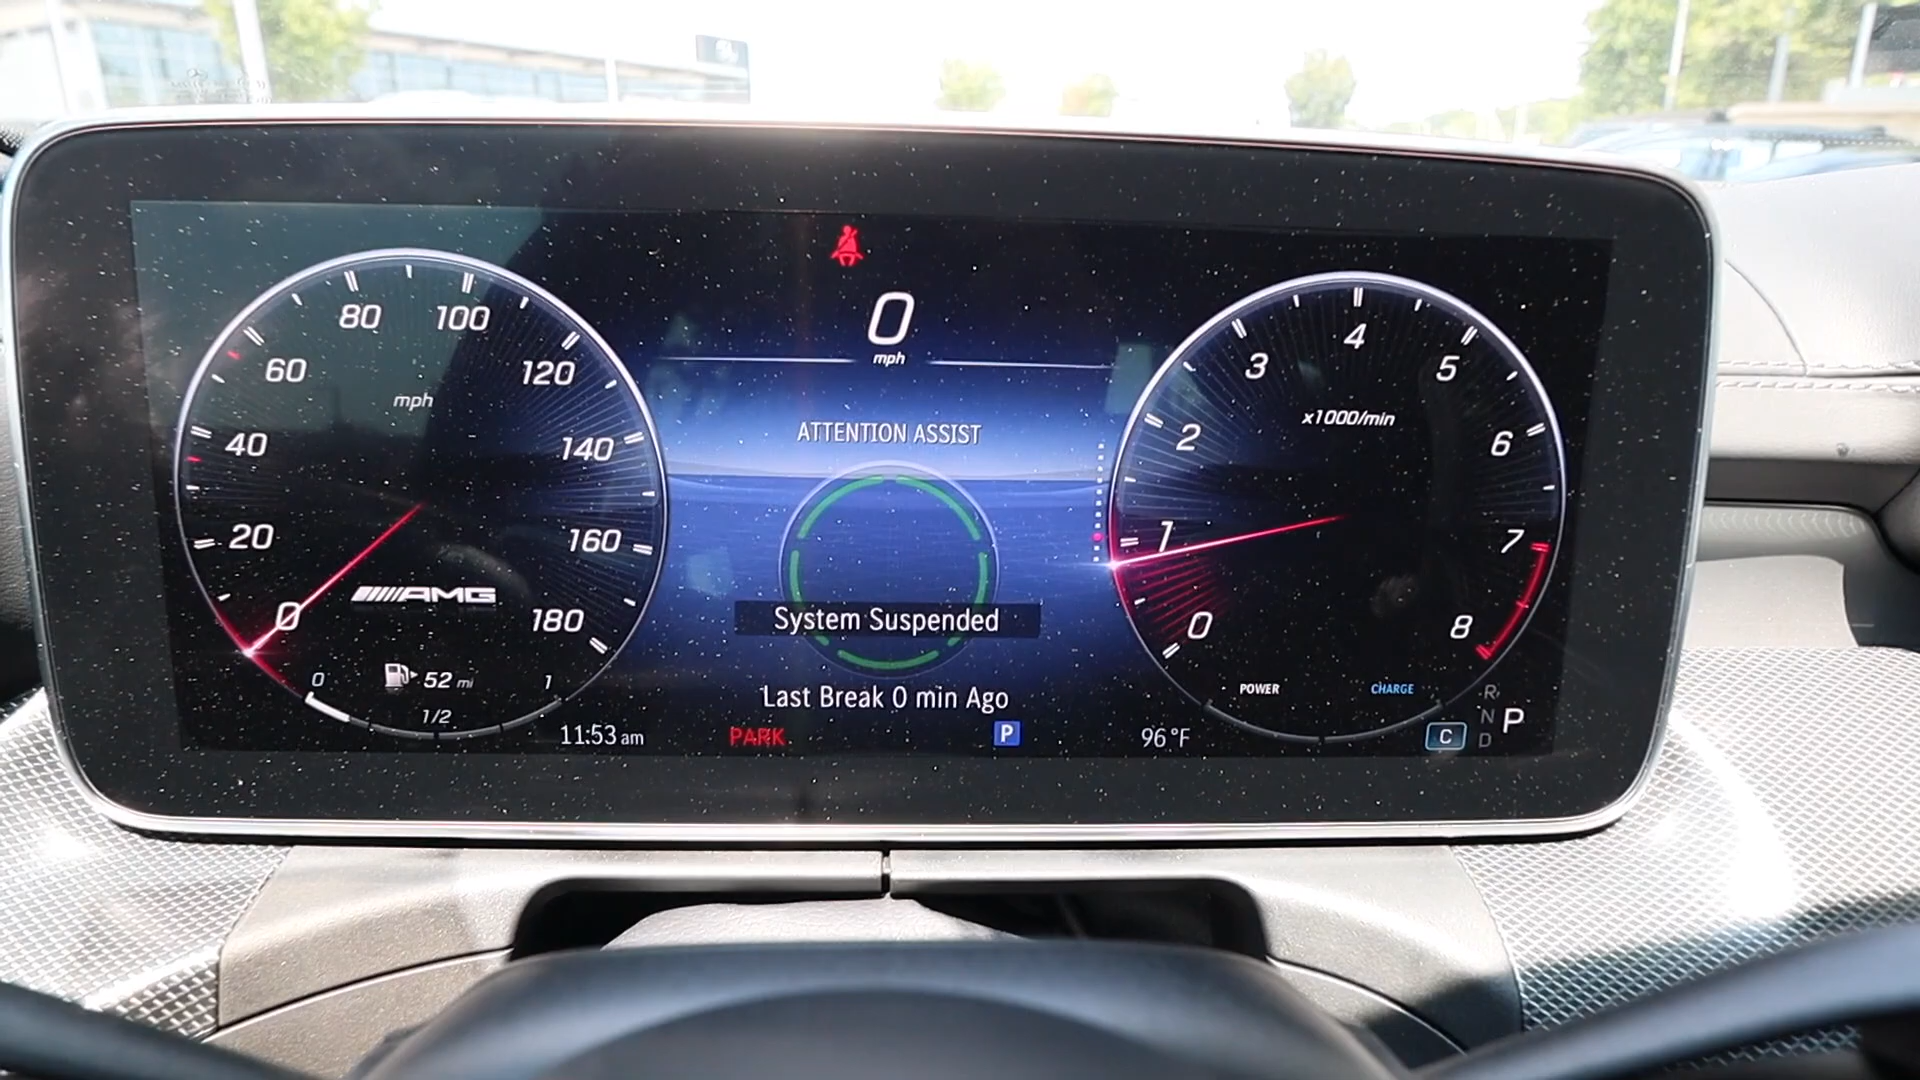 0
mph
80 100
60 120
mph
40 140
20 160
AMG
0 180
0 52 mi 1
1/2
11:53 am
ATTENTION ASSIST
System Suspended
Last Break 0 min Ago
PARK P
4
3 5
x1000/min
2 6
1 7
0 8
POWER CHARGE
96°F
C
R
N P
D